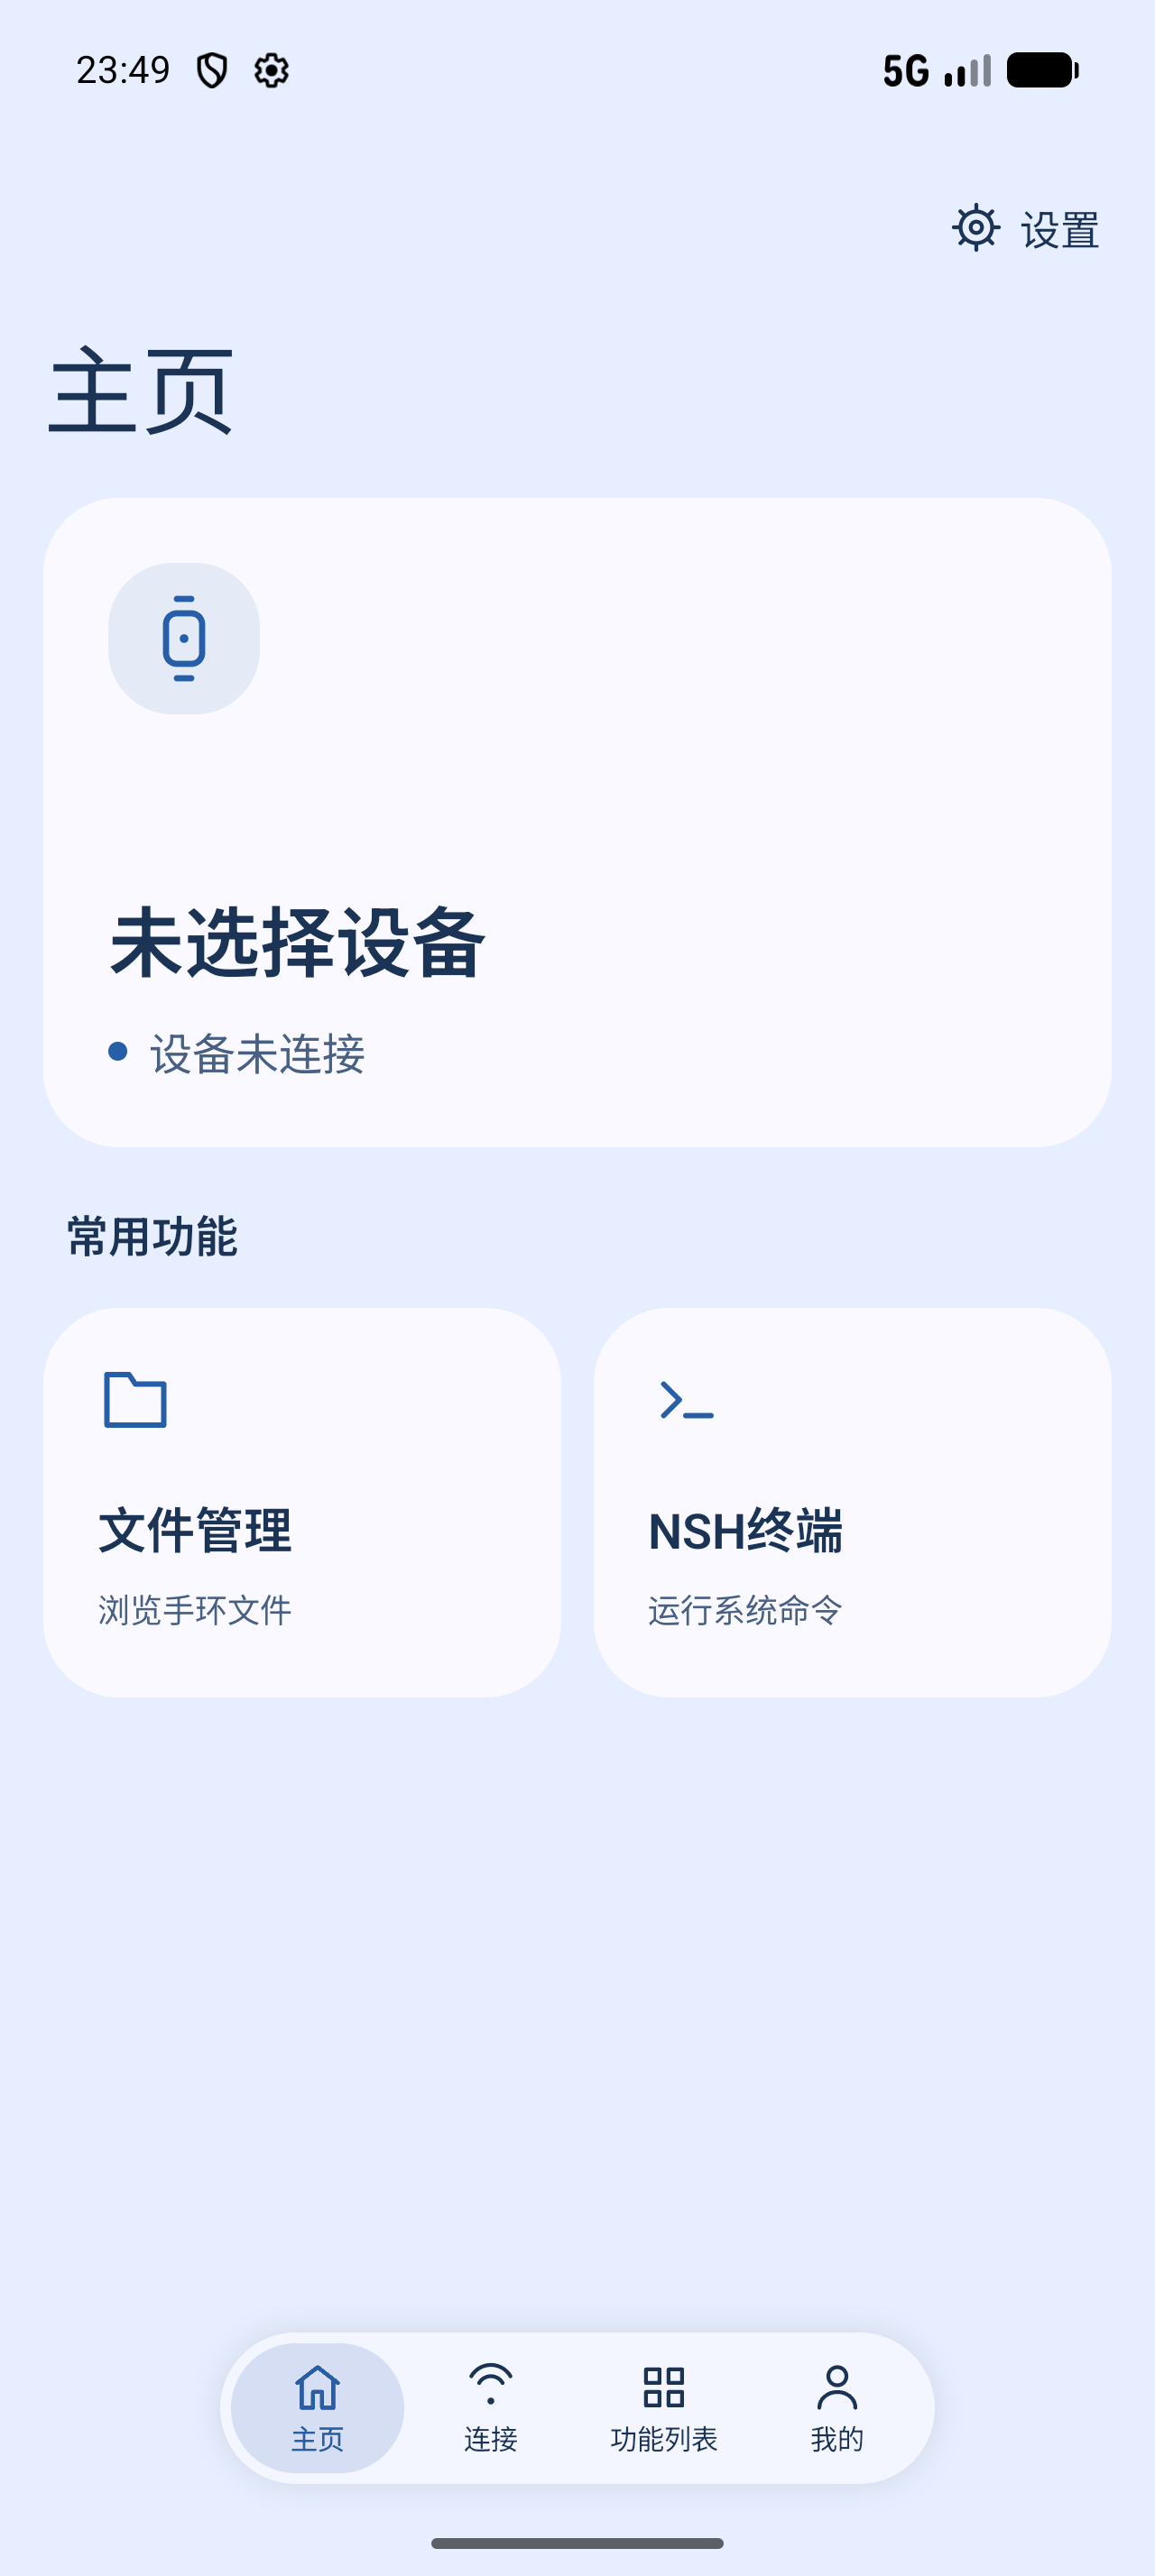 23:49
5G
设置
主页
未选择设备
设备未连接
常用功能
文件管理
浏览手环文件
NSH终端
运行系统命令
主页
连接
功能列表
我的